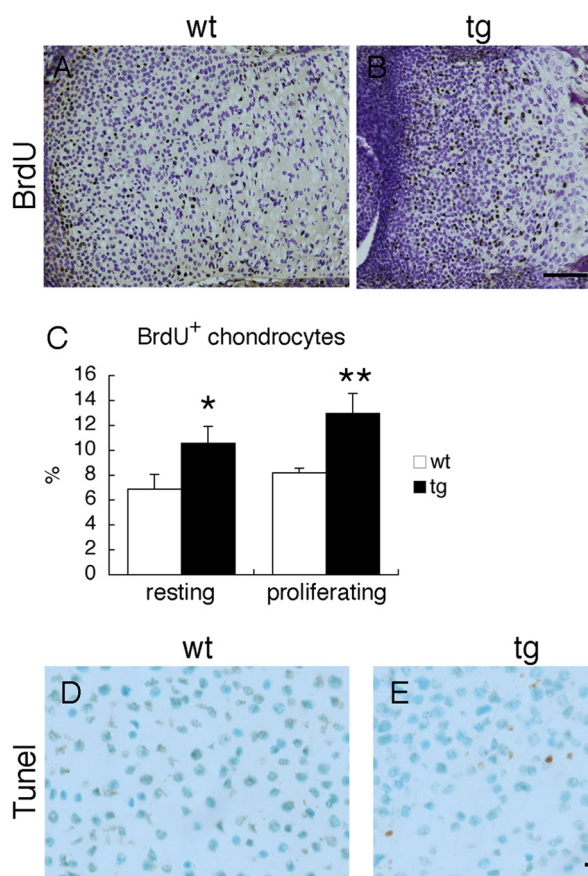 wt tg
A B
BrdU
C BrdU+ chondrocytes
16
14
12
10
8
6
4
2
0
%
* **
wt
tg
resting proliferating
wt tg
D E
Tunel